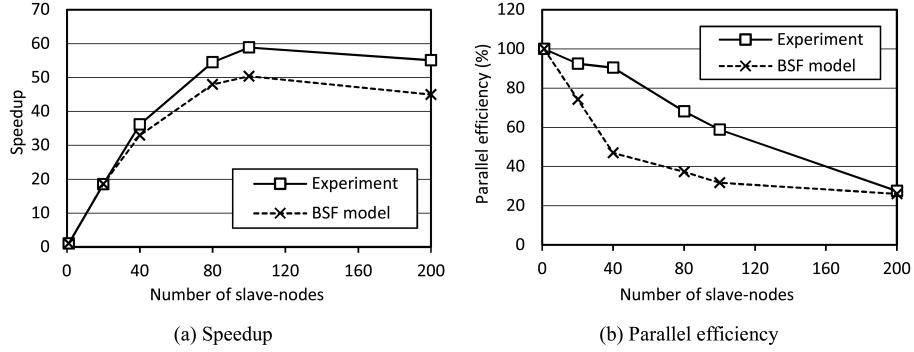 70
60
50
40
30
20
10
0
Speedup
Experiment
BSF model
0 40 80 120 160 200
Number of slave-nodes
(a) Speedup
120
100
80
60
40
20
0
Parallel efficiency (%)
Experiment
BSF model
0 40 80 120 160 200
Number of slave-nodes
(b) Parallel efficiency